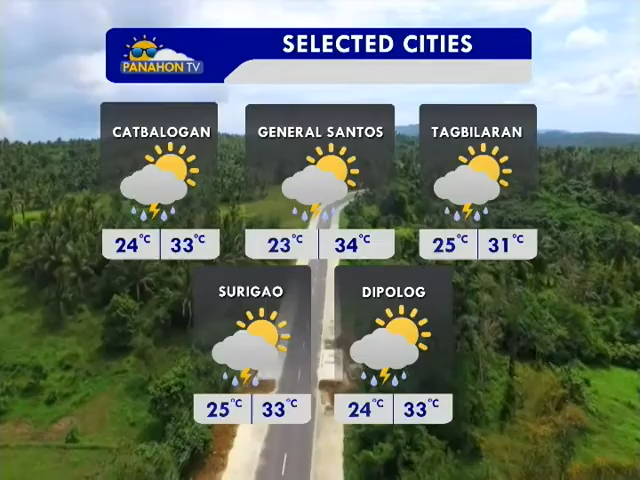 PANAHON TV
SELECTED CITIES
CATBALOGAN
24°C 33°C
GENERAL SANTOS
23°C 34°C
TAGBILARAN
25°C 31°C
SURIGAO
25°C 33°C
DIPOLOG
24°C 33°C